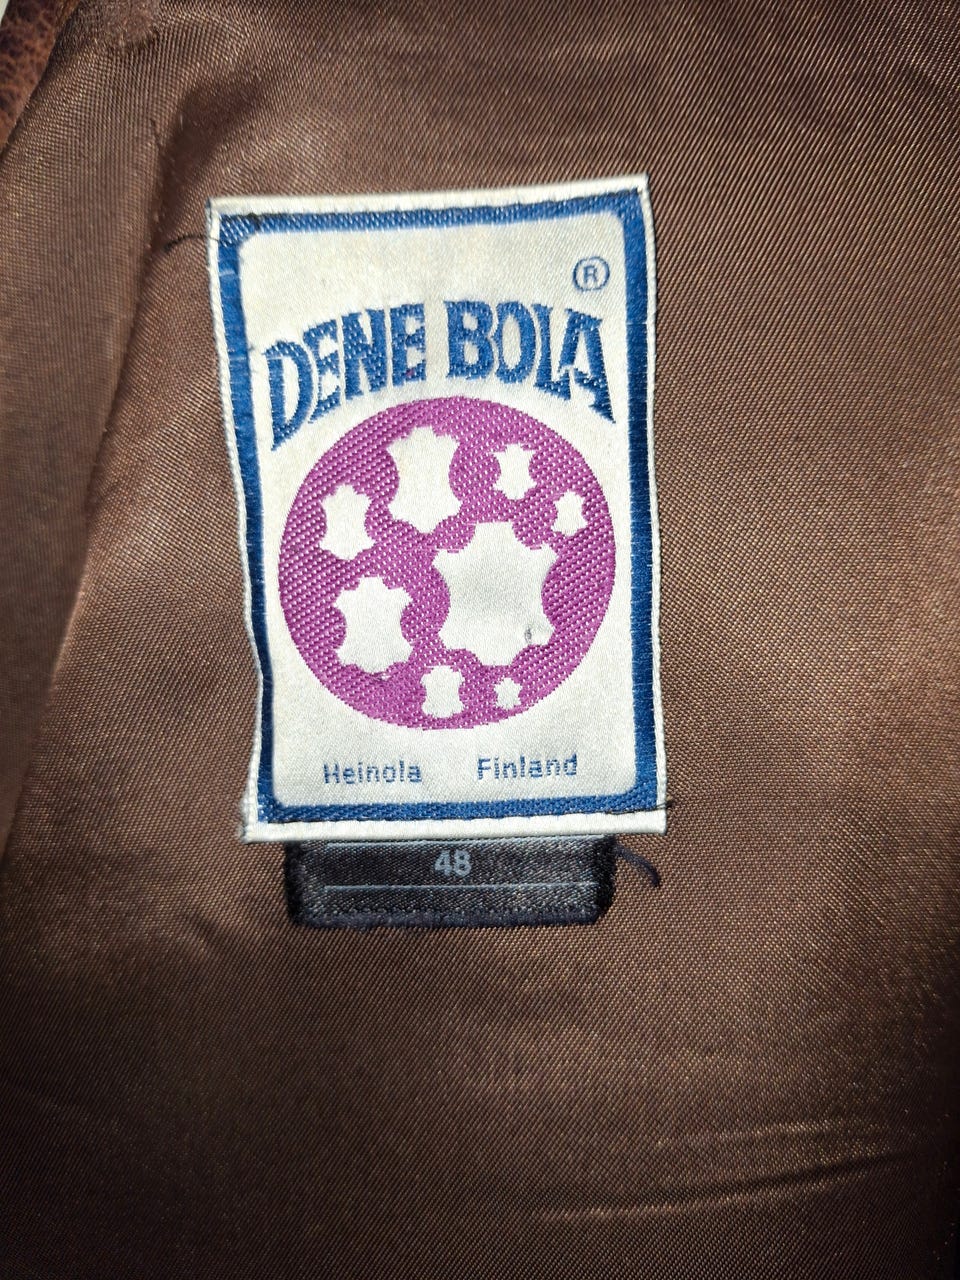 ®
DENE BOLA
Heinola Finland
48